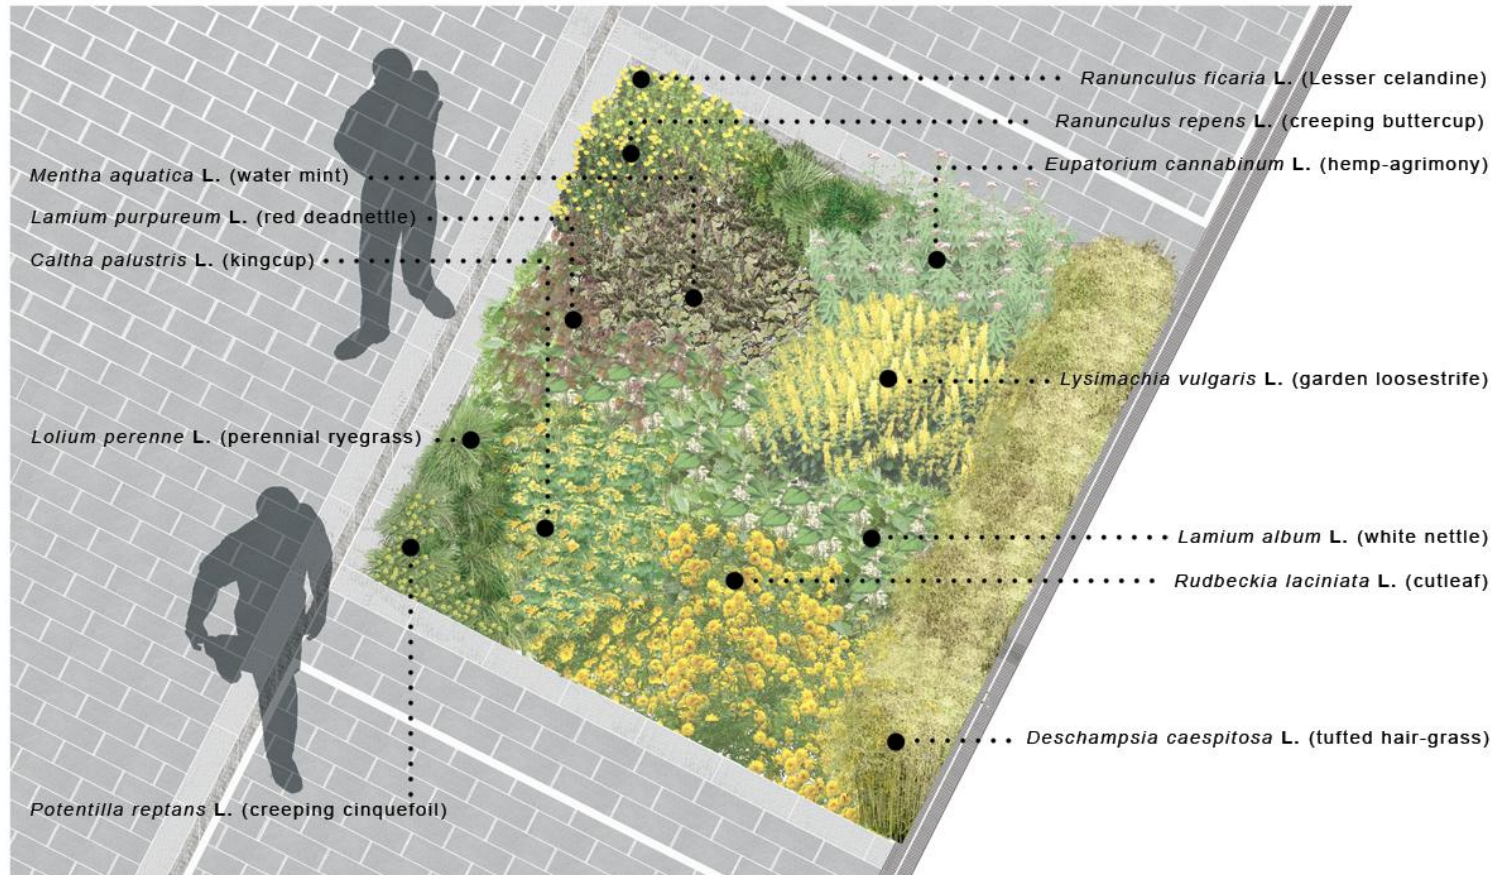 Ranunculus ficaria L. (Lesser celandine)
Ranunculus repens L. (creeping buttercup)
Eupatorium cannabinum L. (hemp-agrimony)
Mentha aquatica L. (water mint)
Lamium purpureum L. (red deadnettle)
Caltha palustris L. (kingcup)
Lysimachia vulgaris L. (garden loosestrife)
Lolium perenne L. (perennial ryegrass)
Lamium album L. (white nettle)
Rudbeckia laciniata L. (cutleaf)
Deschampsia caespitosa L. (tufted hair-grass)
Potentilla reptans L. (creeping cinquefoil)